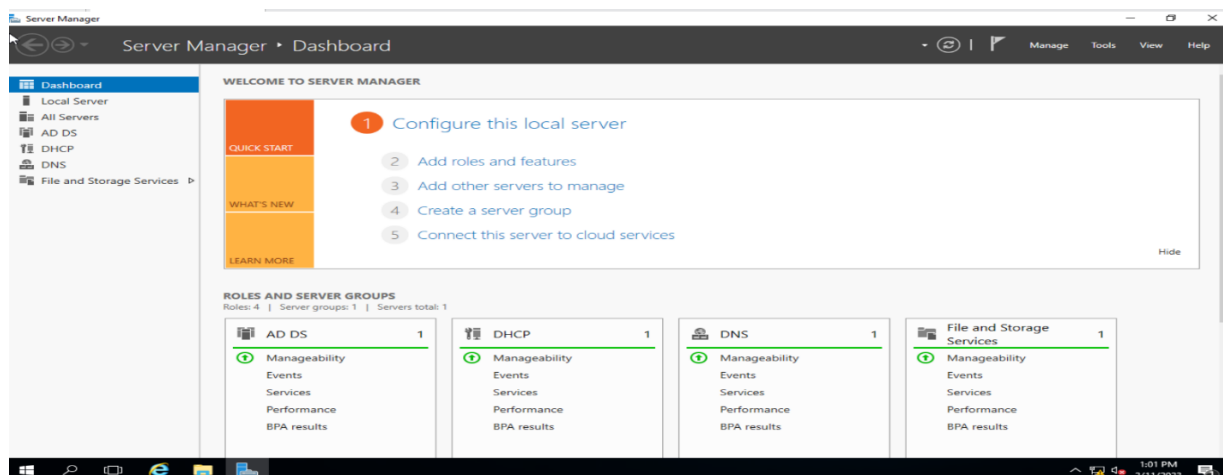 Server Manager
Server Manager • Dashboard
Manage Tools View Help
Dashboard
Local Server
All Servers
AD DS
DHCP
DNS
File and Storage Services
WELCOME TO SERVER MANAGER
QUICK START
WHAT'S NEW
LEARN MORE
1 Configure this local server
2 Add roles and features
3 Add other servers to manage
4 Create a server group
5 Connect this server to cloud services
Hide
ROLES AND SERVER GROUPS
Roles: 4 | Server groups: 1 | Servers total: 1
AD DS 1
Manageability
Events
Services
Performance
BPA results
DHCP 1
Manageability
Events
Services
Performance
BPA results
DNS 1
Manageability
Events
Services
Performance
BPA results
File and Storage
Services 1
Manageability
Events
Services
Performance
BPA results
1:01 PM